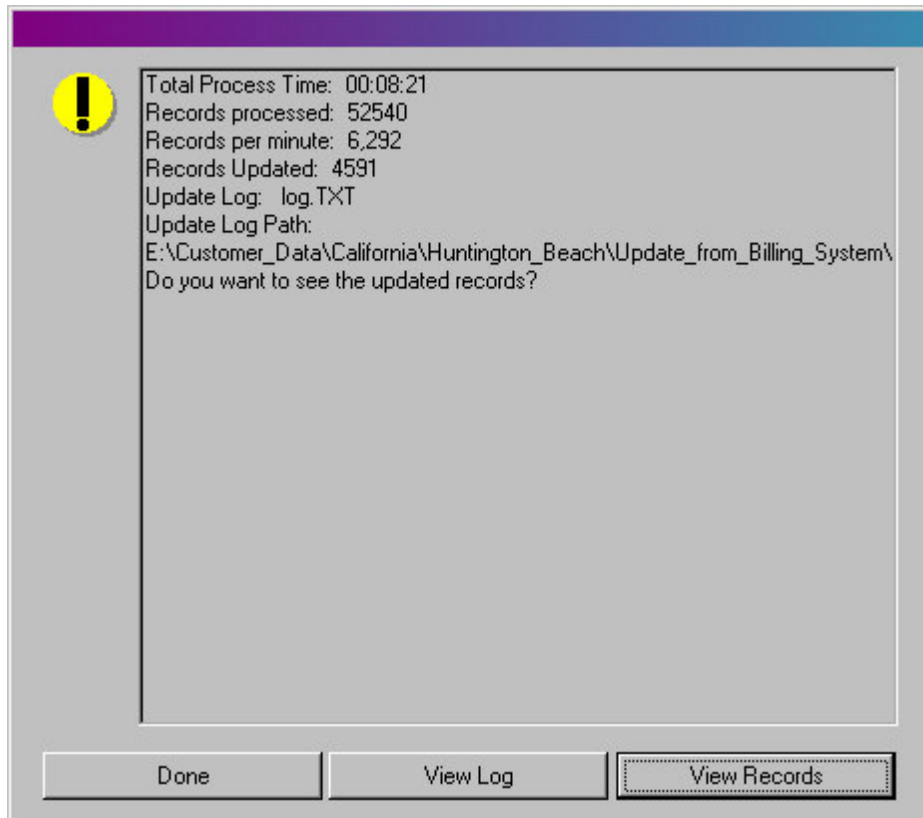 Total Process Time:  00:08:21
Records processed:  52540
Records per minute:  6,292
Records Updated:  4591
Update Log:   log.TXT
Update Log Path:
E:\Customer_Data\California\Huntington_Beach\Update_from_Billing_System\
Do you want to see the updated records?
Done
View Log
View Records